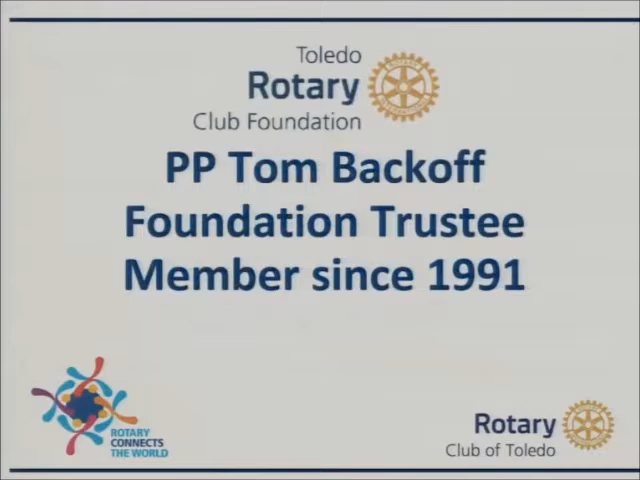 Toledo
Rotary
Club Foundation
PP Tom Backoff
Foundation Trustee
Member since 1991
ROTARY
CONNECTS
THE WORLD
Rotary
Club of Toledo